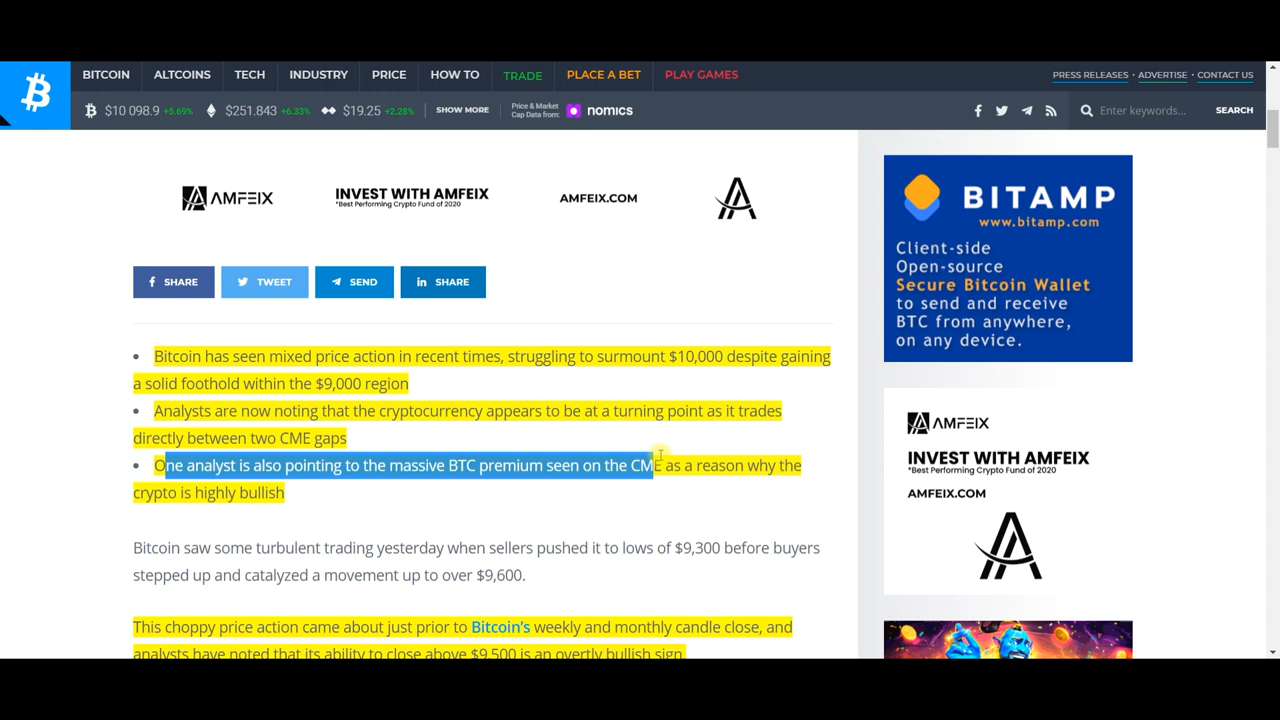 BITCOIN ALTCOINS TECH INDUSTRY PRICE HOW TO TRADE PLACE A BET PLAY GAMES PRESS RELEASES • ADVERTISE • CONTACT US
$10 098.9 +5.69% $251.843 +6.33% $19.25 +2.28% SHOW MORE Price & Market Cap Data from: nomics Enter keywords... SEARCH
AMFEIX INVEST WITH AMFEIX AMFEIX.COM
*Best Performing Crypto Fund of 2020
SHARE TWEET SEND SHARE
• Bitcoin has seen mixed price action in recent times, struggling to surmount $10,000 despite gaining
a solid foothold within the $9,000 region
• Analysts are now noting that the cryptocurrency appears to be at a turning point as it trades
directly between two CME gaps
• One analyst is also pointing to the massive BTC premium seen on the CME as a reason why the
crypto is highly bullish
Bitcoin saw some turbulent trading yesterday when sellers pushed it to lows of $9,300 before buyers
stepped up and catalyzed a movement up to over $9,600.
This choppy price action came about just prior to Bitcoin's weekly and monthly candle close, and
analysts have noted that its ability to close above $9,500 is an overtly bullish sign.
BITAMP
www.bitamp.com
Client-side
Open-source
Secure Bitcoin Wallet
to send and receive
BTC from anywhere,
on any device.
AMFEIX
INVEST WITH AMFEIX
*Best Performing Crypto Fund of 2020
AMFEIX.COM